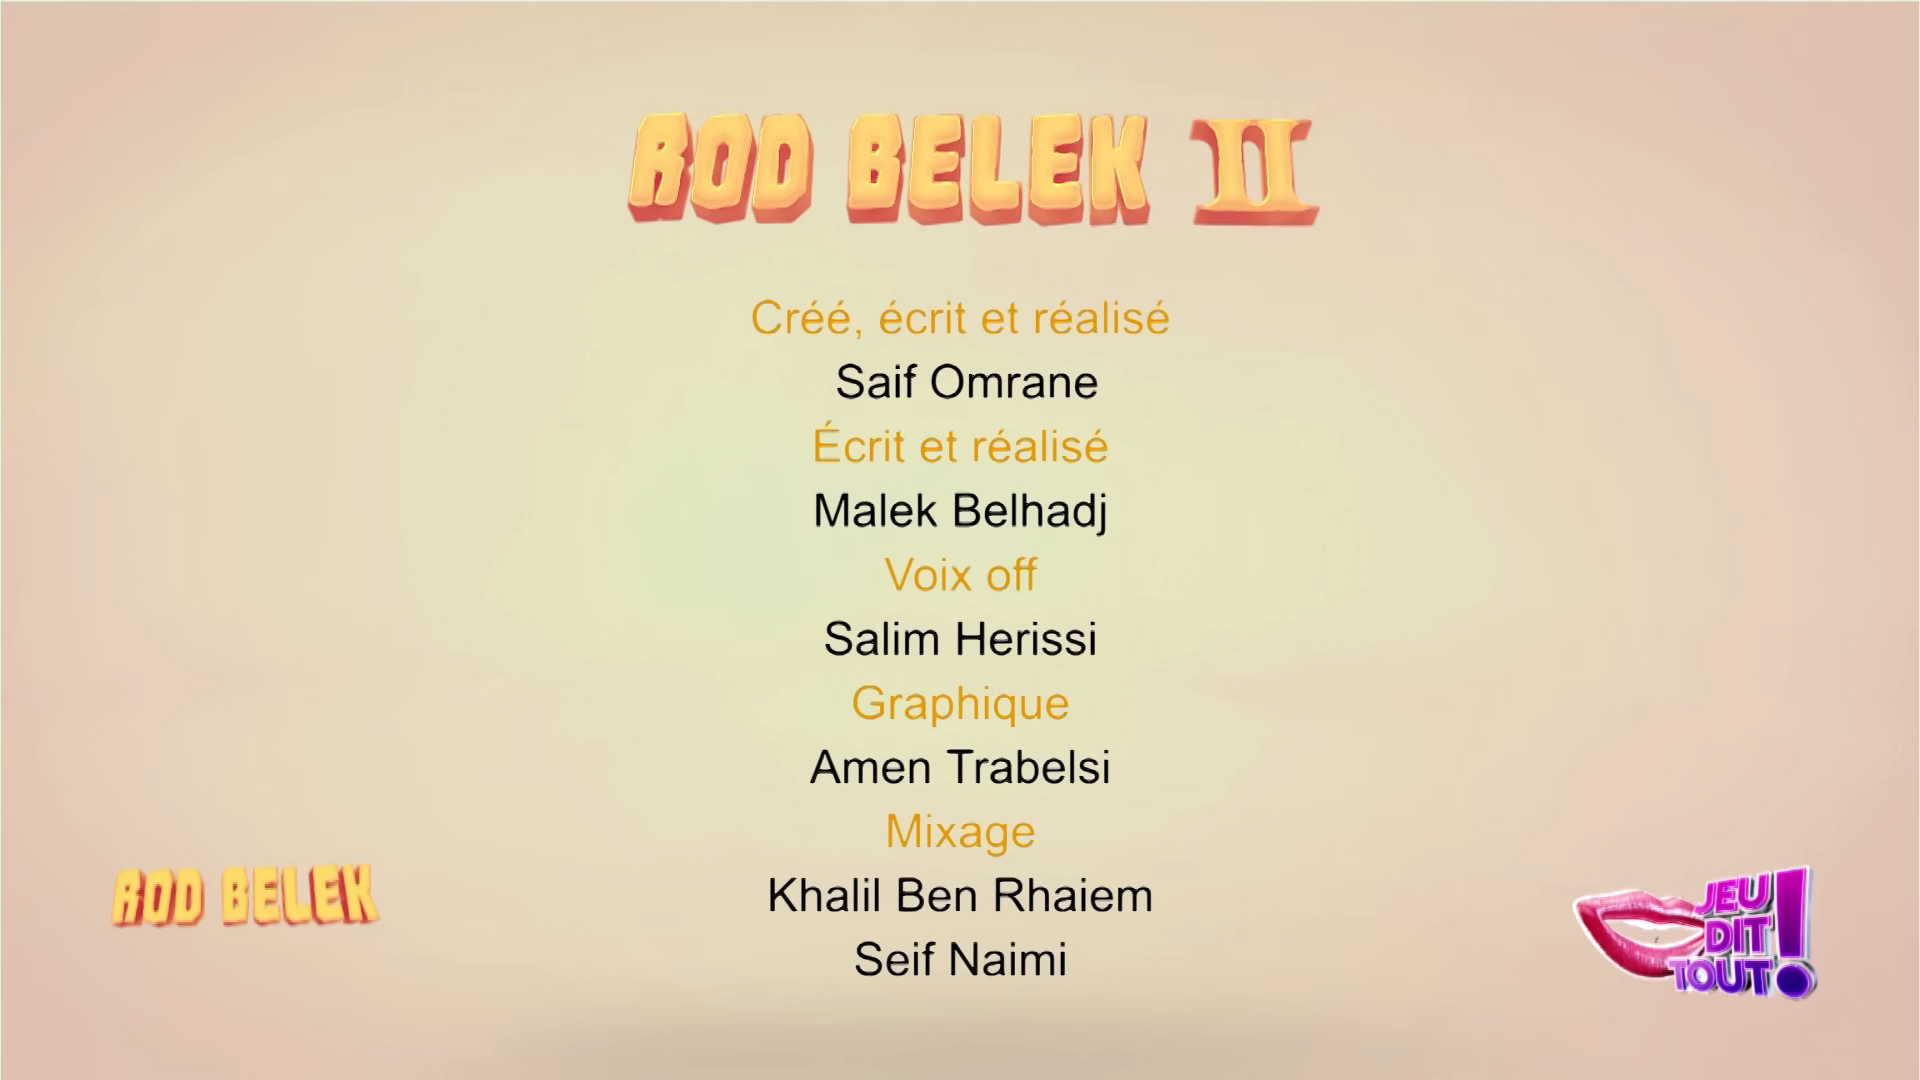 ROD BELEK II
Créé, écrit et réalisé
Saif Omrane
Écrit et réalisé
Malek Belhadj
Voix off
Salim Herissi
Graphique
Amen Trabelsi
Mixage
Khalil Ben Rhaiem
Seif Naimi
ROD BELEK
JEU
DIT
TOUT!